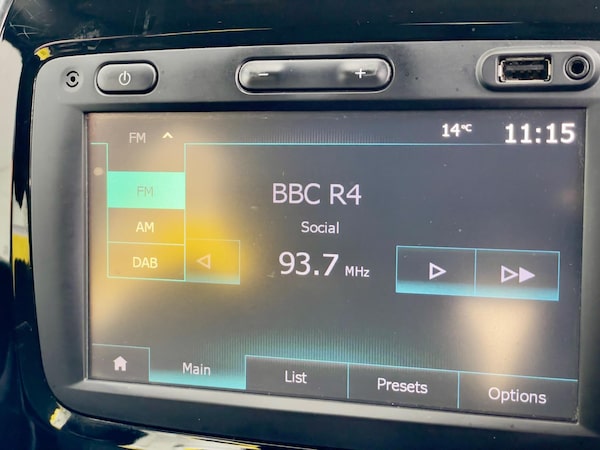 FM
14°C 11:15
FM
AM
DAB
BBC R4
Social
93.7 MHz
Main
List
Presets
Options